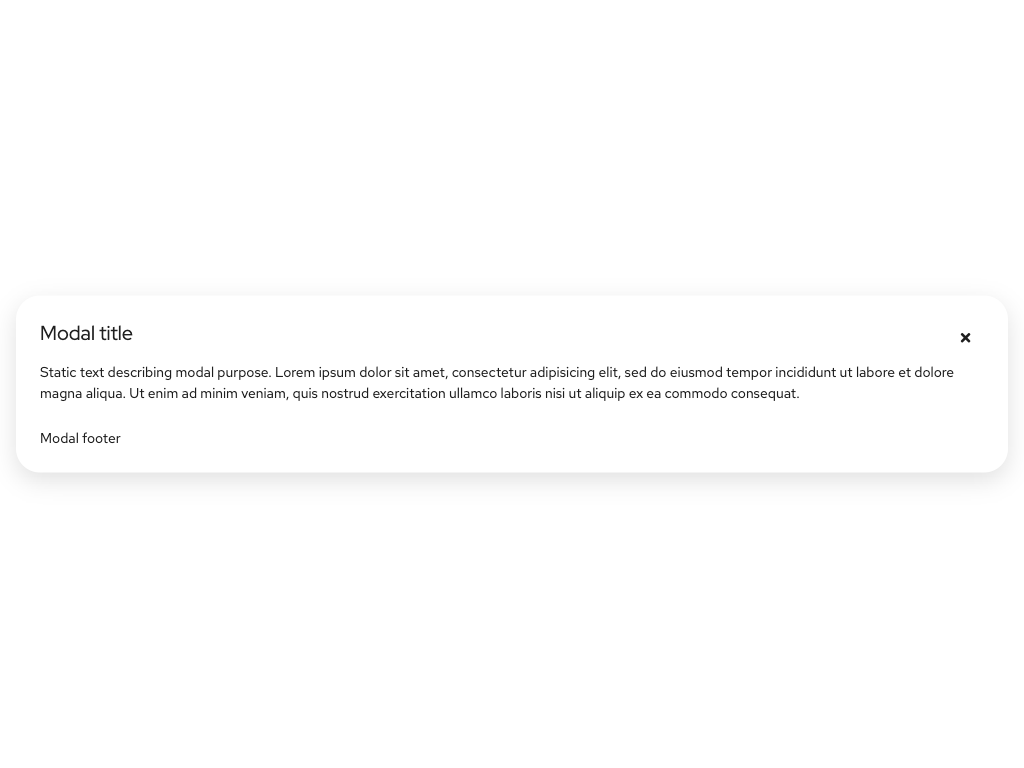 Modal title
Static text describing modal purpose. Lorem ipsum dolor sit amet, consectetur adipisicing elit, sed do eiusmod tempor incididunt ut labore et dolore
magna aliqua. Ut enim ad minim veniam, quis nostrud exercitation ullamco laboris nisi ut aliquip ex ea commodo consequat.
Modal footer